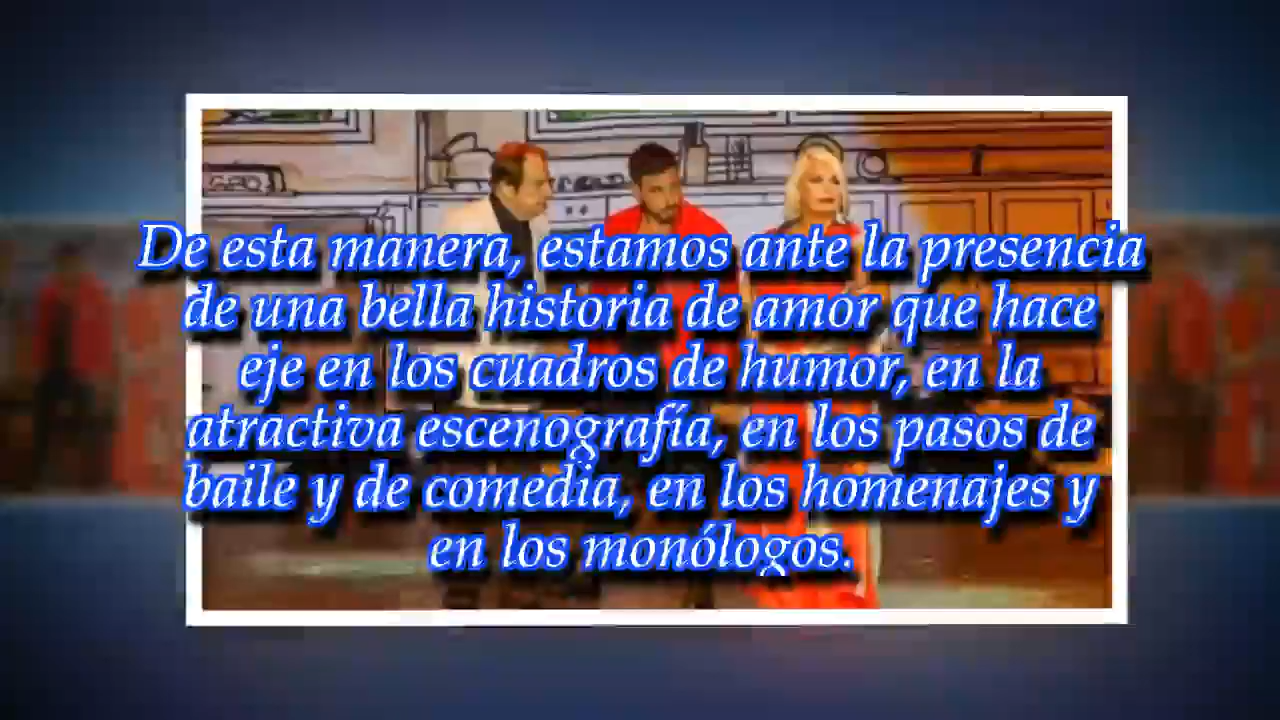 De esta manera, estamos ante la presencia
de una bella historia de amor que hace
eje en los cuadros de humor, en la
atractiva escenografía, en los pasos de
baile y de comedia, en los homenajes y
en los monólogos.